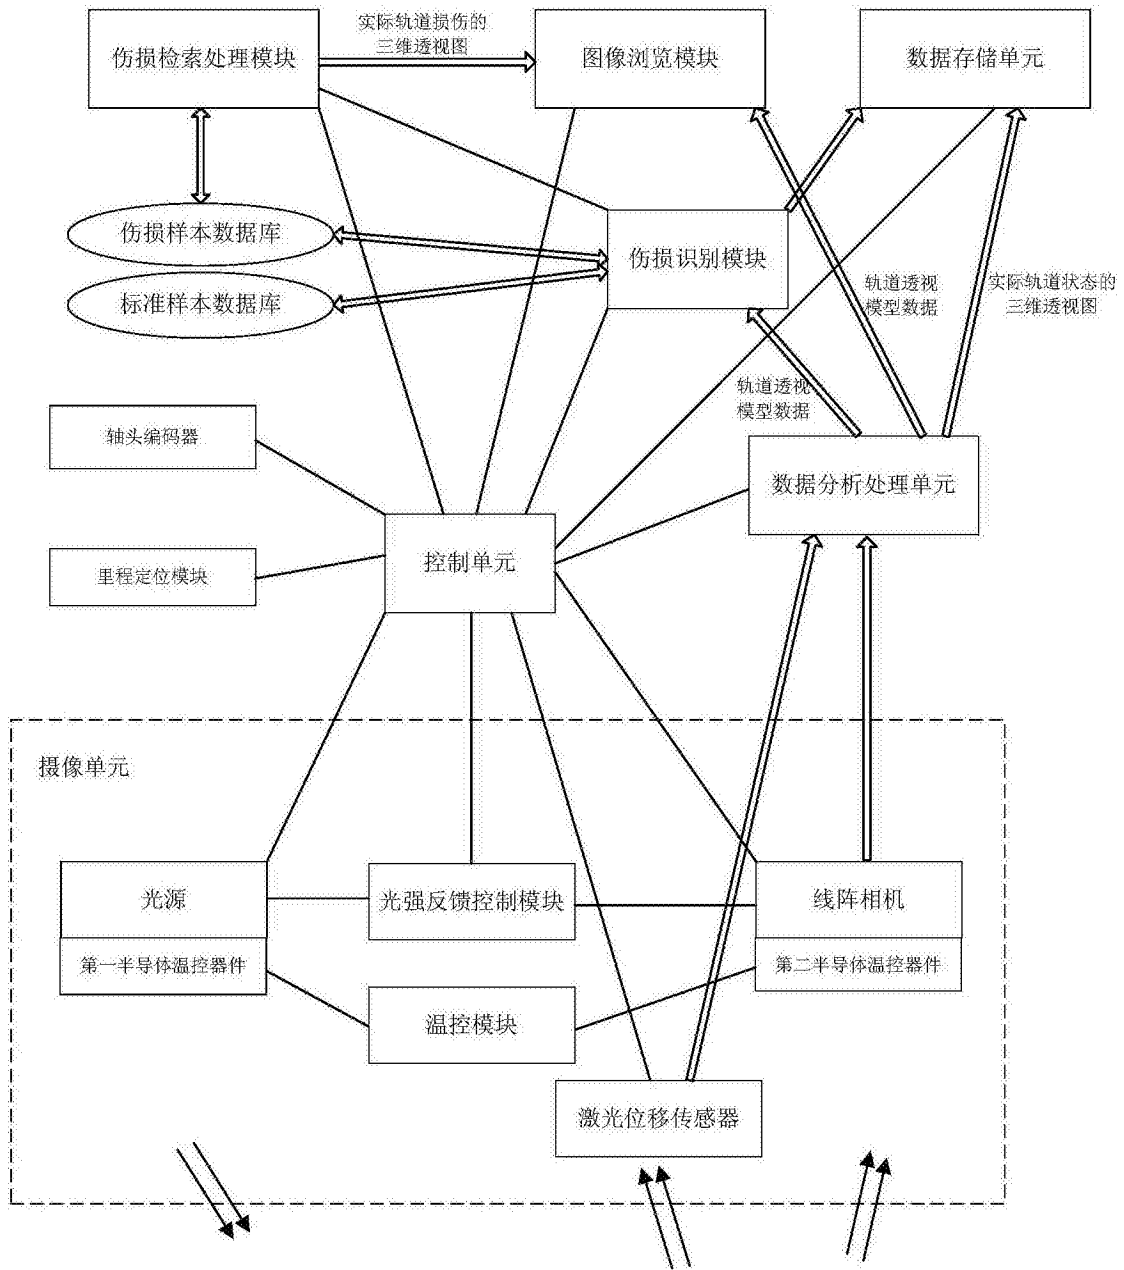 伤损检索处理模块
实际轨道损伤的
三维透视图
图像浏览模块
数据存储单元
伤损样本数据库
标准样本数据库
伤损识别模块
轨道透视
模型数据
实际轨道状态的
三维透视图
轨道透视
模型数据
轴头编码器
数据分析处理单元
控制单元
里程定位模块
摄像单元
光源
光强反馈控制模块
线阵相机
第一半导体温控器件
第二半导体温控器件
温控模块
激光位移传感器